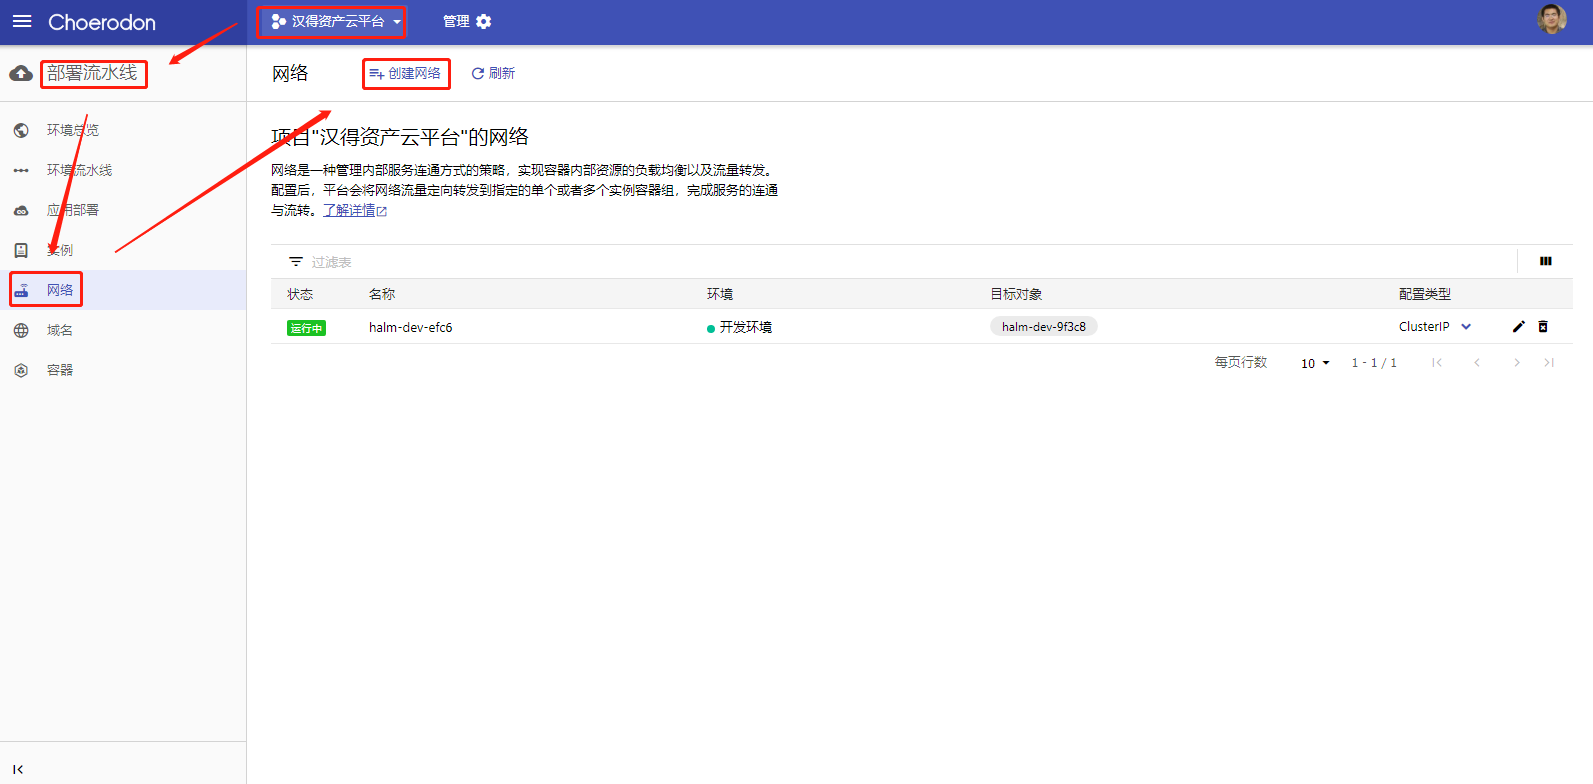 Choerodon
汉得资产云平台
管理
部署流水线
环境总览
环境流水线
应用部署
实例
网络
域名
容器
网络
创建网络
刷新
项目"汉得资产云平台"的网络
网络是一种管理内部服务连通方式的策略，实现容器内部资源的负载均衡以及流量转发。
配置后，平台会将网络流量定向转发到指定的单个或者多个实例容器组，完成服务的连通
与流转。了解详情
过滤表
状态 名称 环境 目标对象 配置类型
运行中 halm-dev-efc6 开发环境 halm-dev-9f3c8 ClusterIP
每页行数 10 1 - 1 / 1